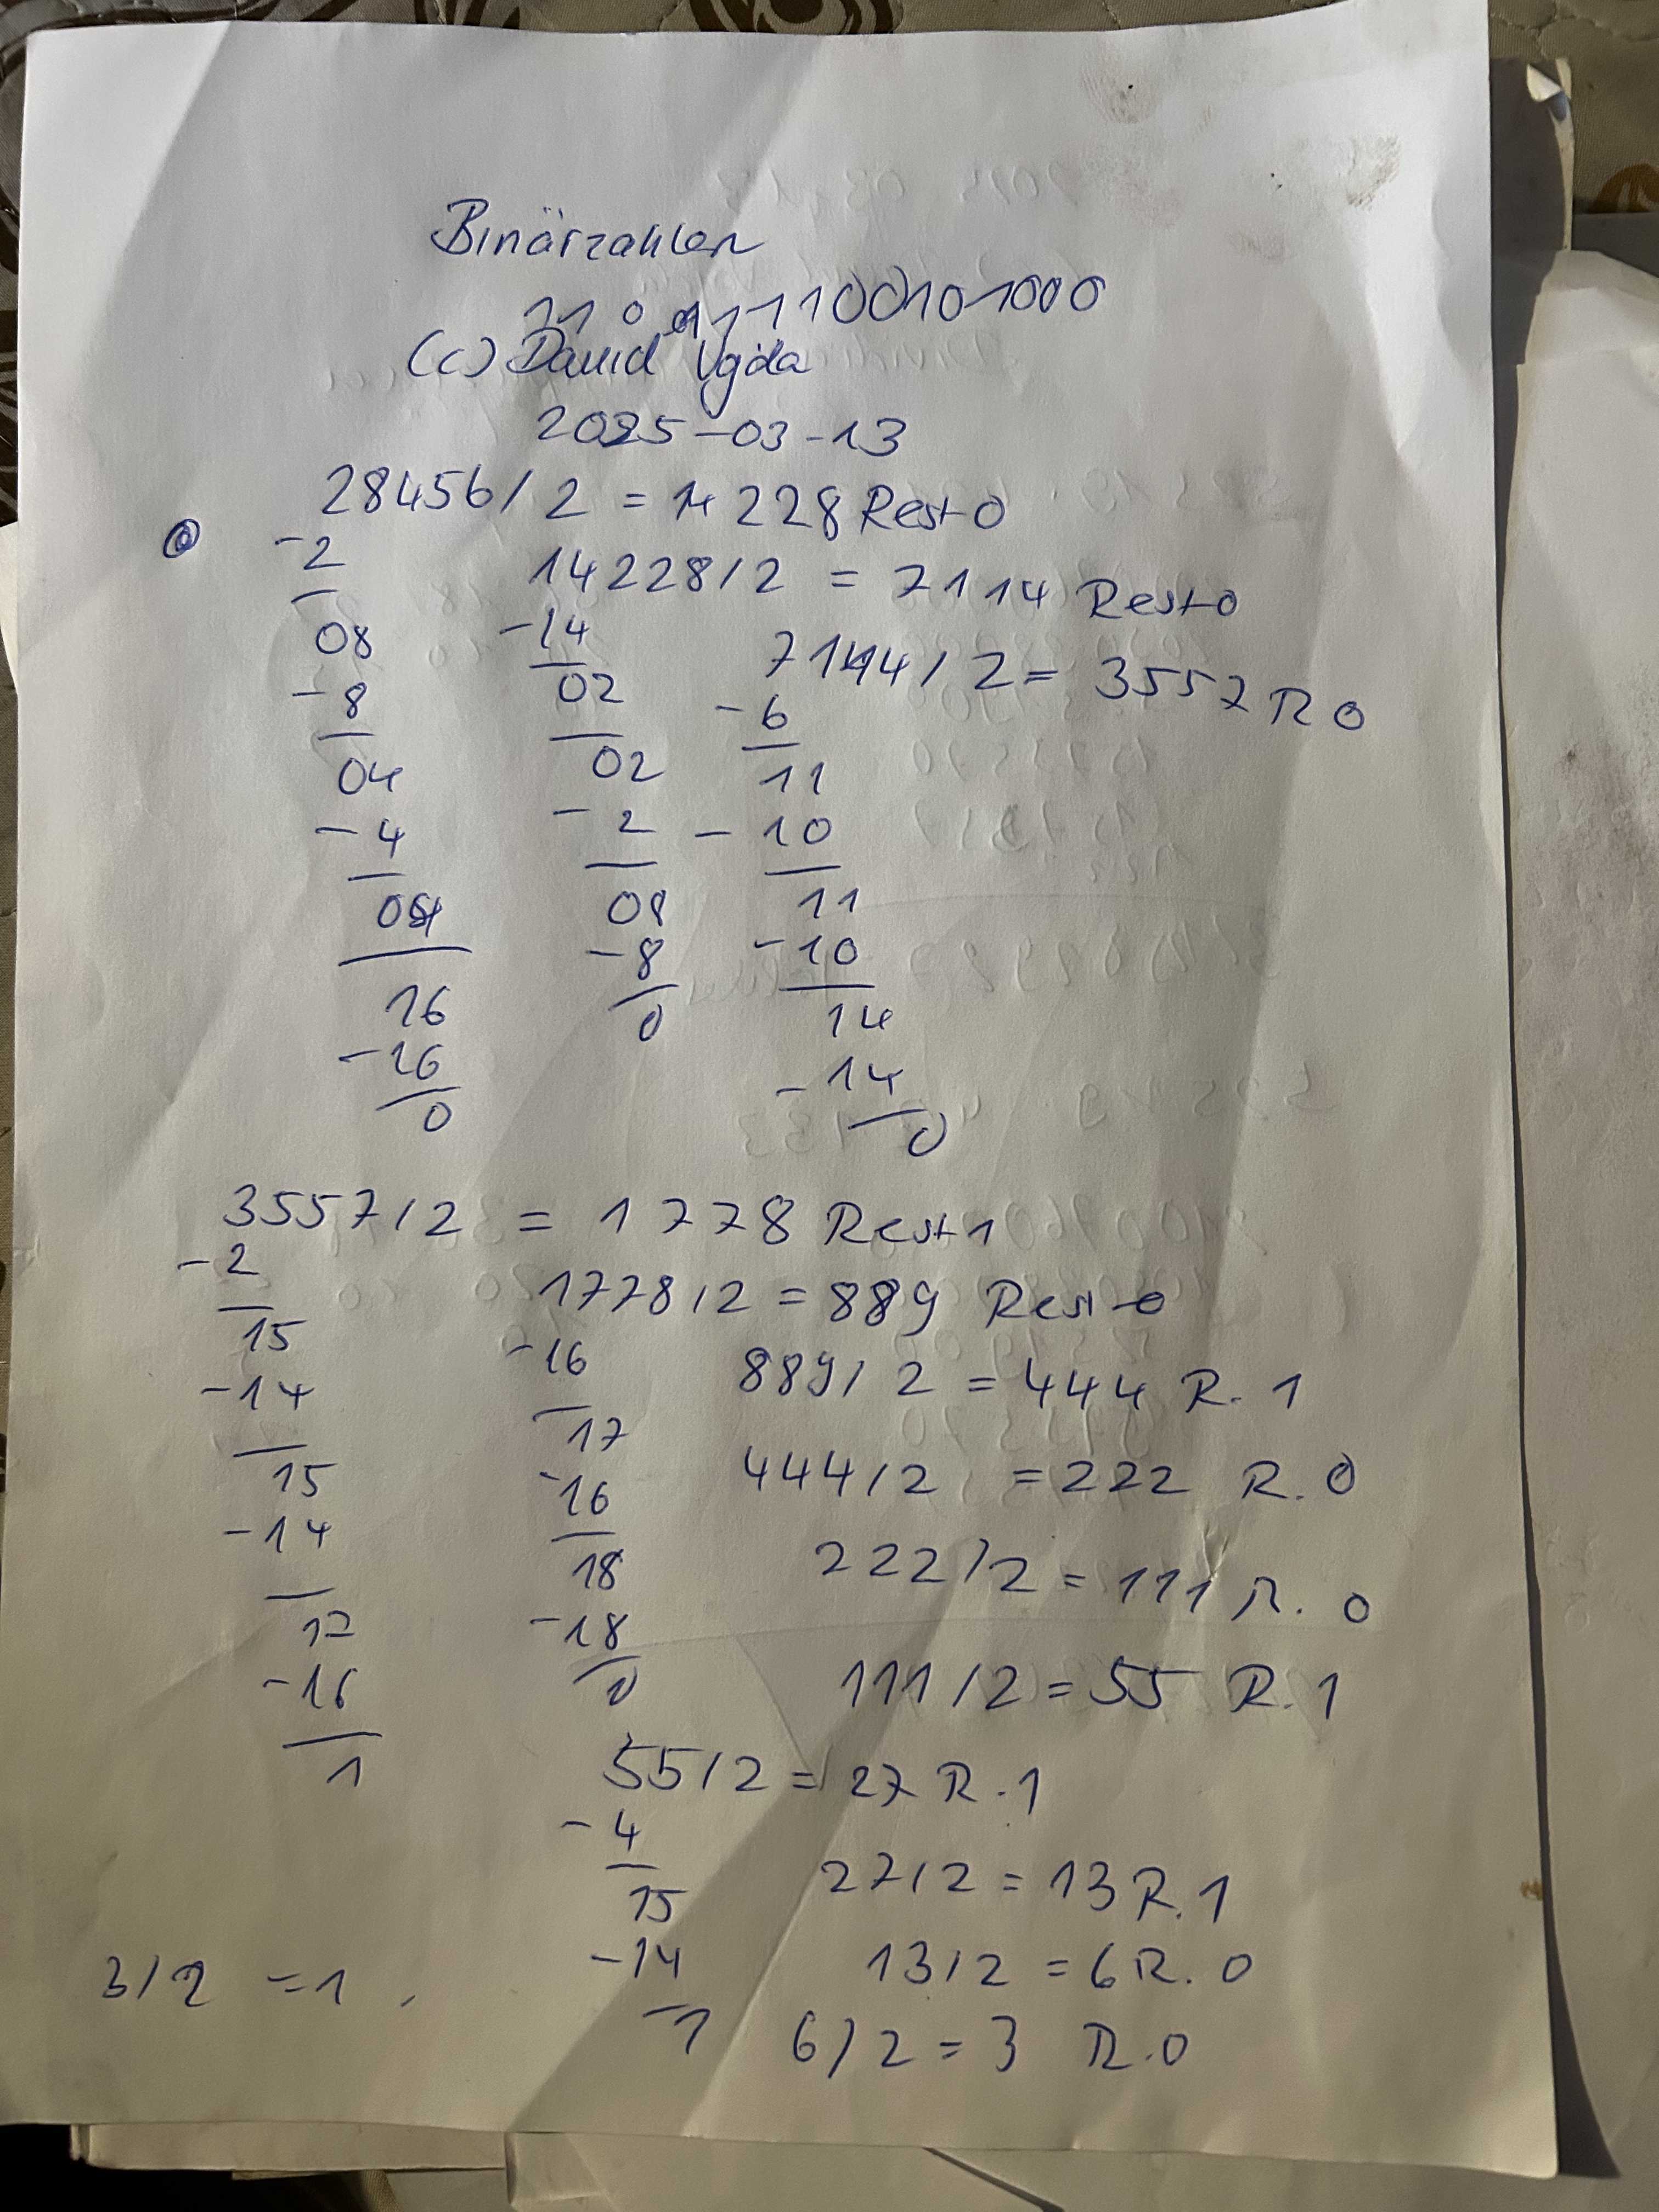 Binärzahlen
11011100101000
(c) David Vajda
2025-03-13
28456/2 = 14228 Rest 0
-2
08
-8
04
-4
05
16
-16
0
14228/2 = 7114 Rest 0
-14
02
02
-2
08
-8
0
7114/2 = 3557 R 0
-6
11
-10
11
-10
14
-14
0
3557/2 = 1778 Rest 1
-2
15
-14
15
-14
17
-16
1
1778/2 = 889 Rest 0
-16
17
-16
18
-18
0
889/2 = 444 R. 1
444/2 = 222 R. 0
222/2 = 111 R. 0
111/2 = 55 R. 1
55/2 = 27 R. 1
-4
15
-14
1
27/2 = 13 R. 1
13/2 = 6 R. 0
6/2 = 3 R. 0
3/2 = 1 .